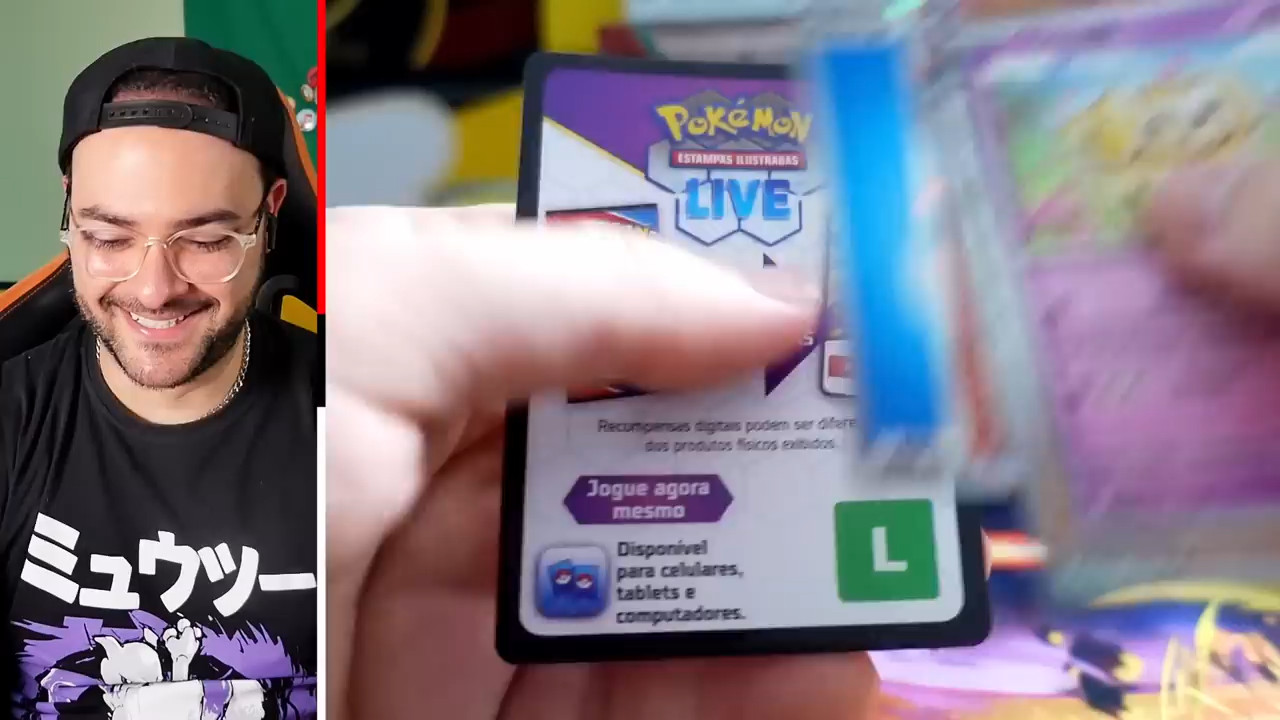 POKéMON
ESTAMPAS ILUSTRADAS
LIVE
Recompensas digitais podem ser difere
dos produtos físicos exibidos.
Jogue agora
mesmo
L
Disponível
para celulares,
tablets e
computadores.
ミュウツー